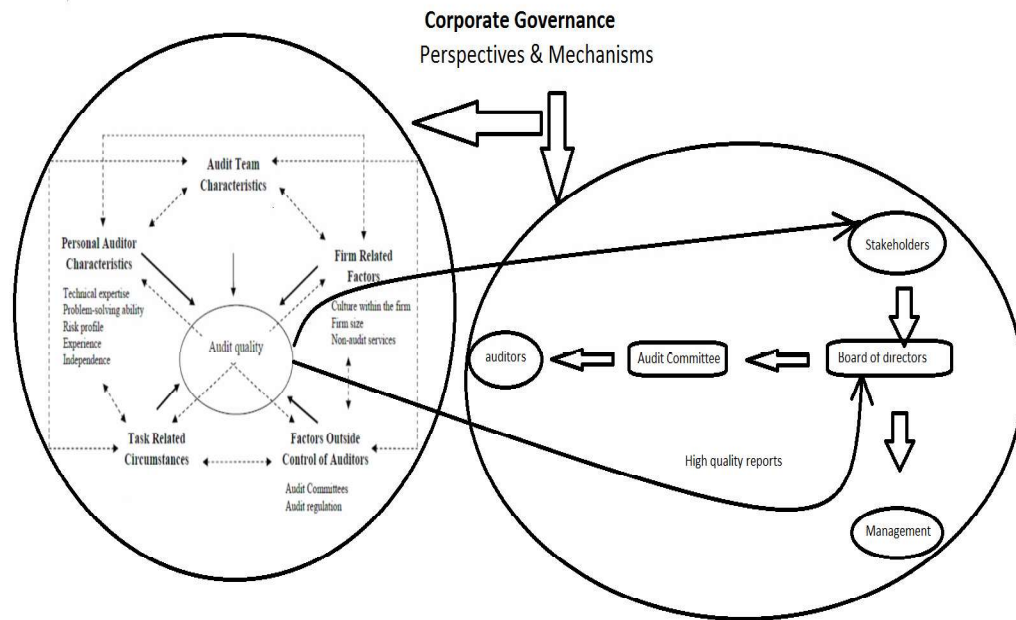 Corporate Governance
Perspectives & Mechanisms
Audit Team
Characteristics
Personal Auditor
Characteristics
Technical expertise
Problem-solving ability
Risk profile
Experience
Independence
Firm Related
Factors
Culture within the firm
Firm size
Non-audit services
Audit quality
Task Related
Circumstances
Factors Outside
Control of Auditors
Audit Committees
Audit regulation
Stakeholders
auditors
Audit Committee
Board of directors
High quality reports
Management